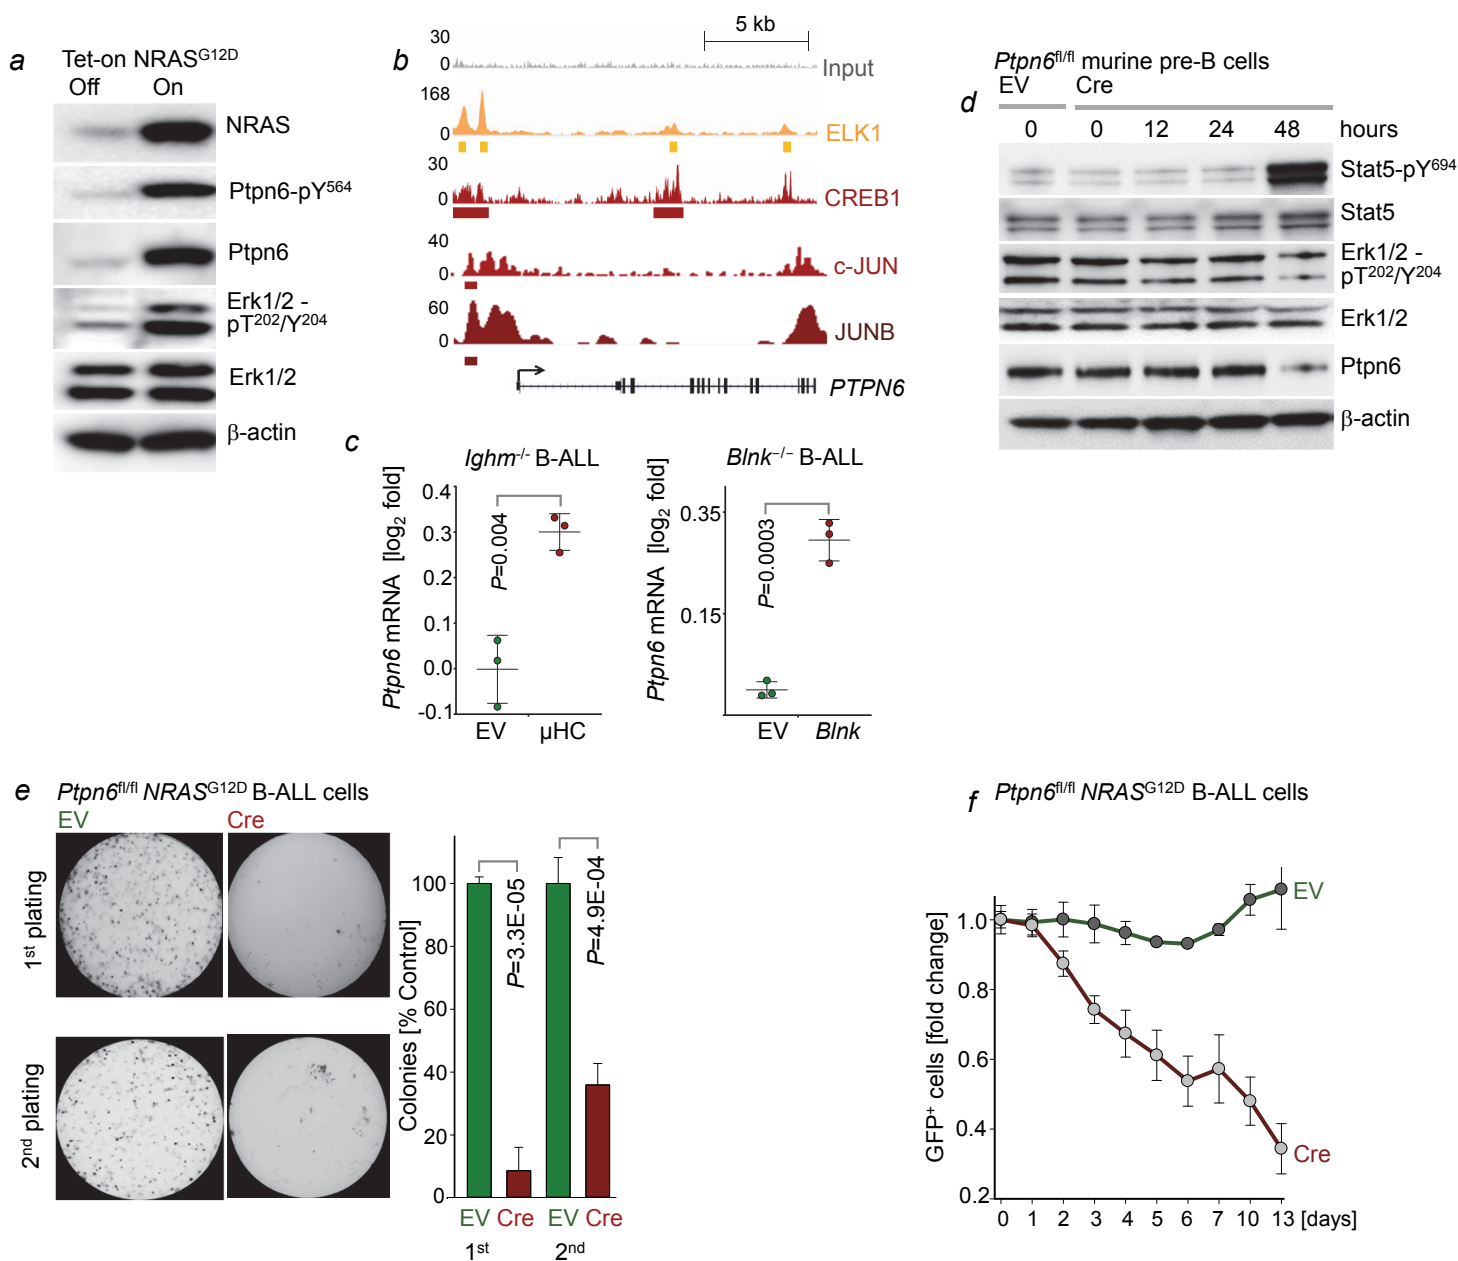 a
Tet-on NRASG12D
Off On
NRAS
Ptpn6-pY564
Ptpn6
Erk1/2 -
pT202/Y204
Erk1/2
β-actin
b
5 kb
30
0
Input
168
0
ELK1
30
0
CREB1
40
0
c-JUN
60
0
JUNB
PTPN6
c
Ighm-/- B-ALL
Ptpn6 mRNA [log2 fold]
0.4
0.3
0.2
0.1
0.0
-0.1
P=0.004
EV µHC
Blnk−/− B-ALL
Ptpn6 mRNA [log2 fold]
0.35
0.15
P=0.0003
EV Blnk
d
Ptpn6fl/fl murine pre-B cells
EV Cre
0 0 12 24 48 hours
Stat5-pY694
Stat5
Erk1/2 -
pT202/Y204
Erk1/2
Ptpn6
β-actin
e
Ptpn6fl/fl NRASG12D B-ALL cells
EV Cre
1st plating
2nd plating
Colonies [% Control]
100
80
60
40
20
0
P=3.3E-05
P=4.9E-04
EV Cre EV Cre
1st 2nd
f
Ptpn6fl/fl NRASG12D B-ALL cells
GFP+ cells [fold change]
1.0
0.8
0.6
0.4
0.2
EV
Cre
0 1 2 3 4 5 6 7 10 13 [days]